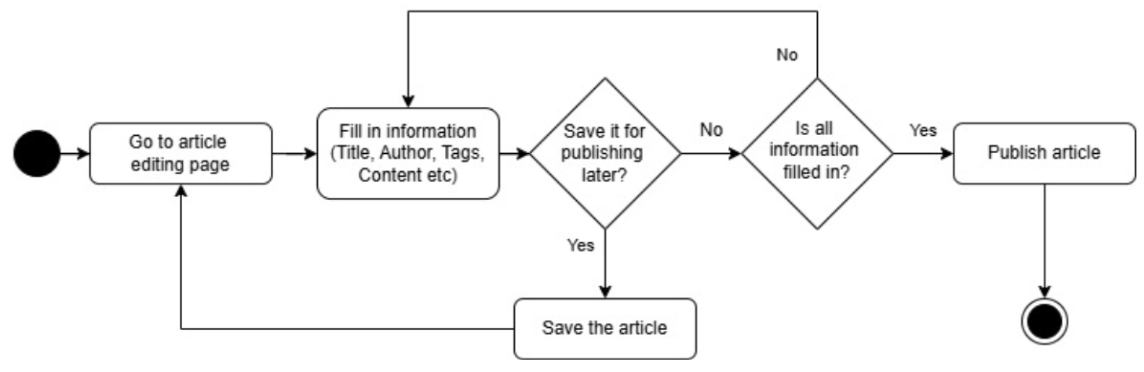 No
Go to article
editing page
Fill in information
(Title, Author, Tags,
Content etc)
Save it for
publishing
later?
No
Is all
information
filled in?
Yes
Publish article
Yes
Save the article